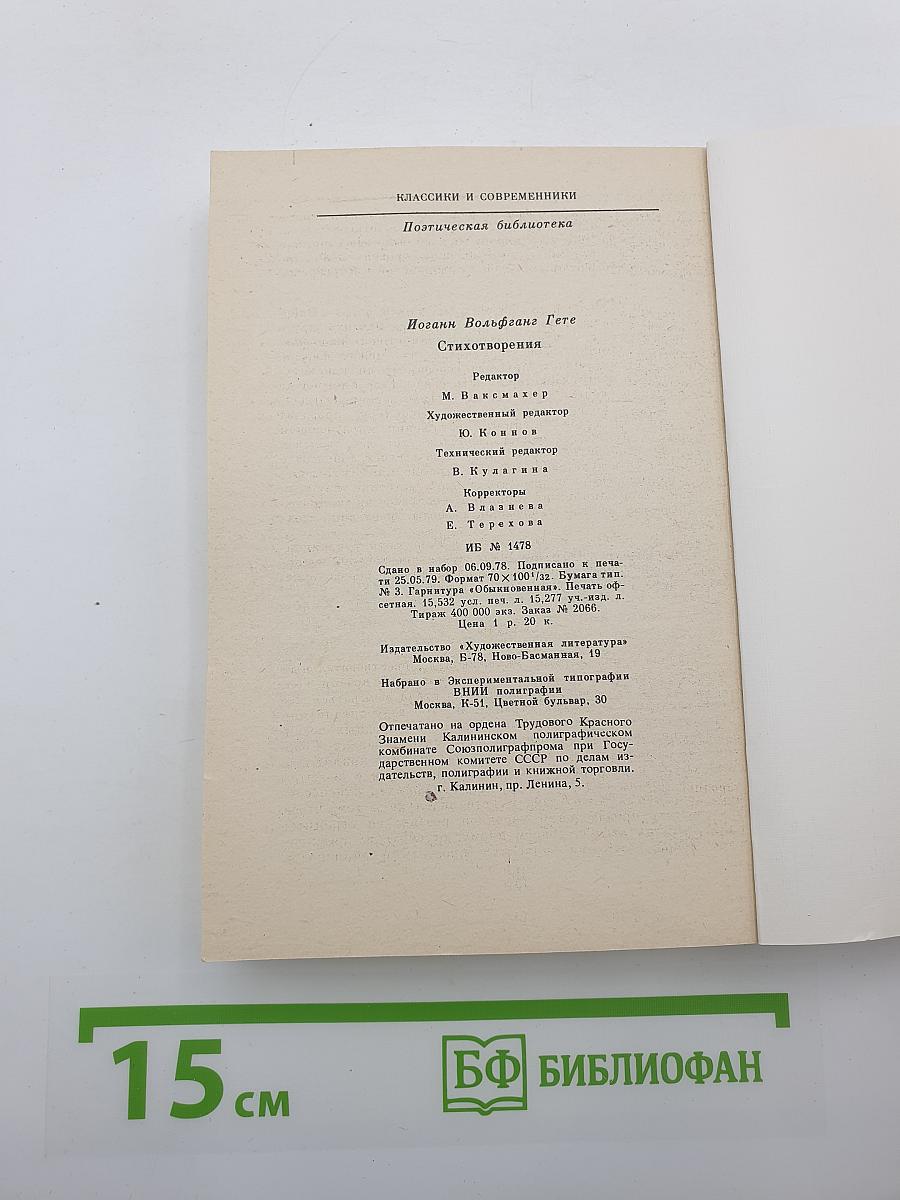 КЛАССИКИ И СОВРЕМЕННИКИ
Поэтическая библиотека
Иоганн Вольфганг Гете
Стихотворения
Редактор
М. Ваксмахер
Художественный редактор
Ю. Коннов
Технический редактор
В. Кулагина
Корректоры
А. Влазнева
Е. Терехова
ИБ № 1478
Сдано в набор 06.09.78. Подписано к печа-
ти 25.05.79. Формат 70×100¹/₃₂. Бумага тип.
№ 3. Гарнитура «Обыкновенная». Печать оф-
сетная. 15,532 усл. печ. л. 15,277 уч.-изд. л.
Тираж 400 000 экз. Заказ № 2066.
Цена 1 р. 20 к.
Издательство «Художественная литература»
Москва, Б-78, Ново-Басманная, 19
Набрано в Экспериментальной типографии
ВНИИ полиграфии
Москва, К-51, Цветной бульвар, 30
Отпечатано на ордена Трудового Красного
Знамени Калининском полиграфическом
комбинате Союзполиграфпрома при Госу-
дарственном комитете СССР по делам из-
дательств, полиграфии и книжной торговли.
г. Калинин, пр. Ленина, 5.
15 см
БФ БИБЛИОФАН